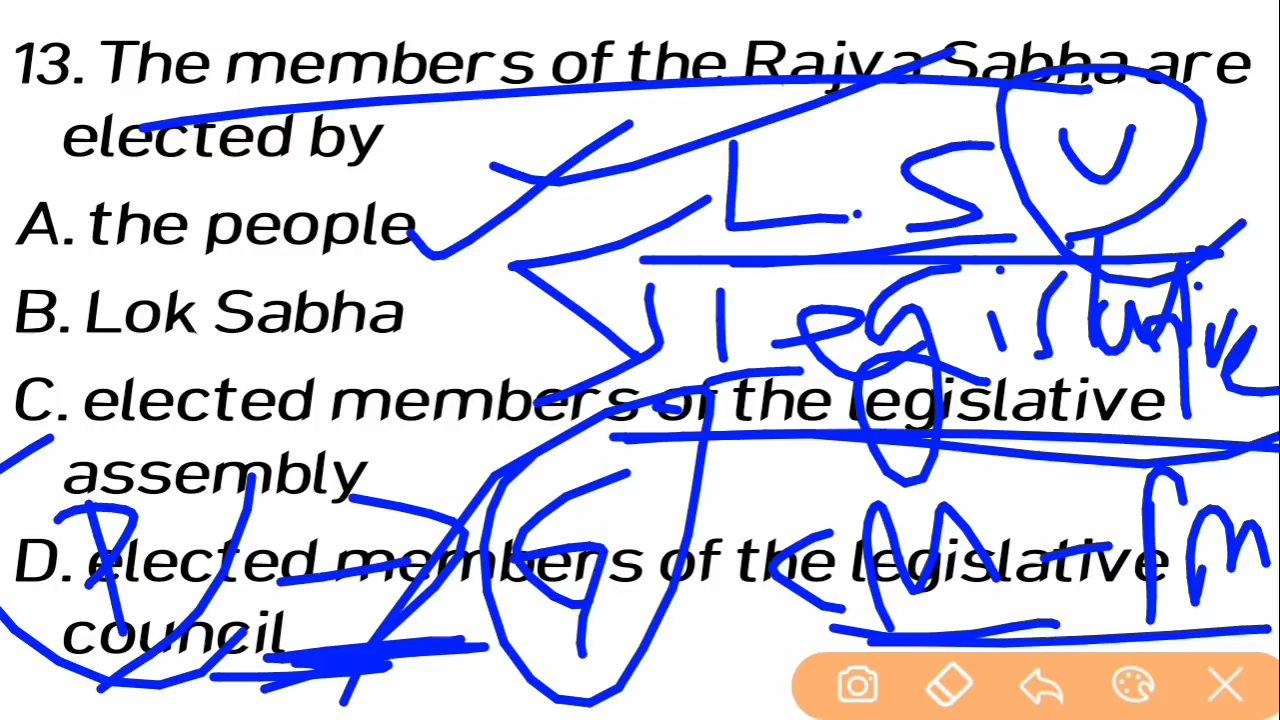 13. The members of the Rajya Sabha are
elected by
A. the people
L. S
B. Lok Sabha
Legislative
C. elected members of the legislative
assembly
D. elected members of the legislative
council